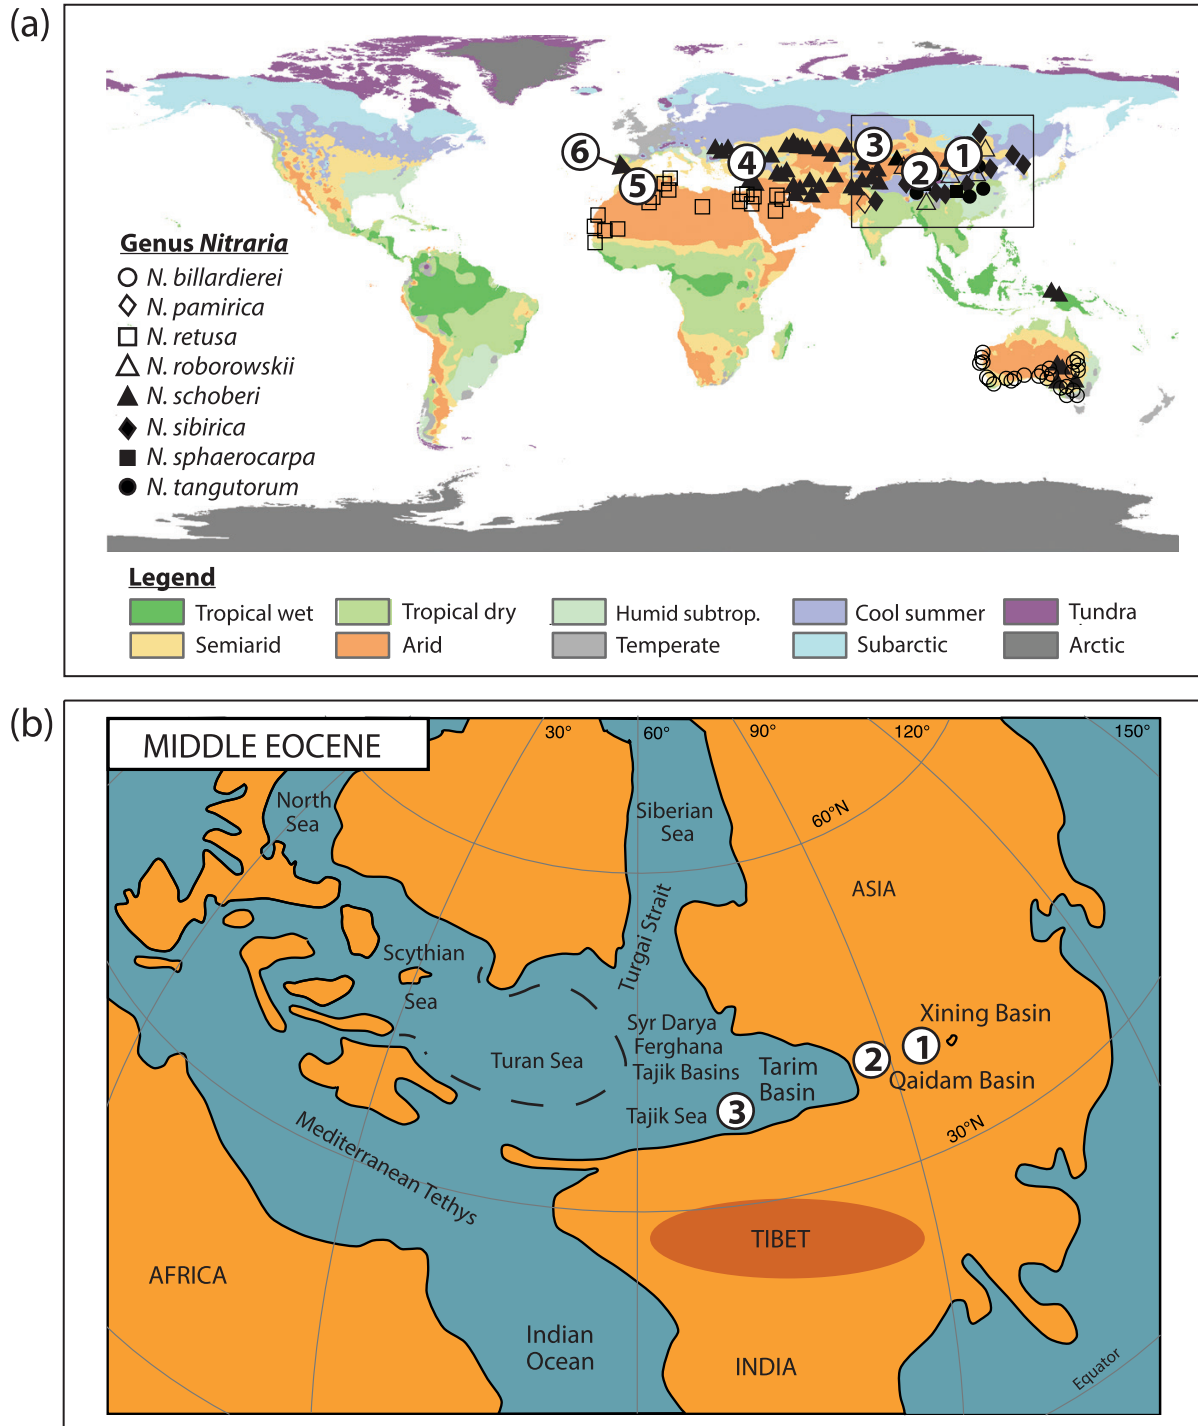 (a)
6
5
4
3
2
1
Genus Nitraria
N. billardierei
N. pamirica
N. retusa
N. roborowskii
N. schoberi
N. sibirica
N. sphaerocarpa
N. tangutorum
Legend
Tropical wet
Tropical dry
Humid subtrop.
Cool summer
Tundra
Semiarid
Arid
Temperate
Subarctic
Arctic
(b)
MIDDLE EOCENE
30°
60°
90°
120°
150°
North
Sea
Siberian
Sea
60°N
ASIA
Turgai Strait
Scythian
Sea
Syr Darya
Ferghana
Tajik Basins
Turan Sea
Tarim
Basin
Xining Basin
1
2
Qaidam Basin
Tajik Sea
3
30°N
Mediterranean Tethys
TIBET
AFRICA
Indian
Ocean
INDIA
Equator